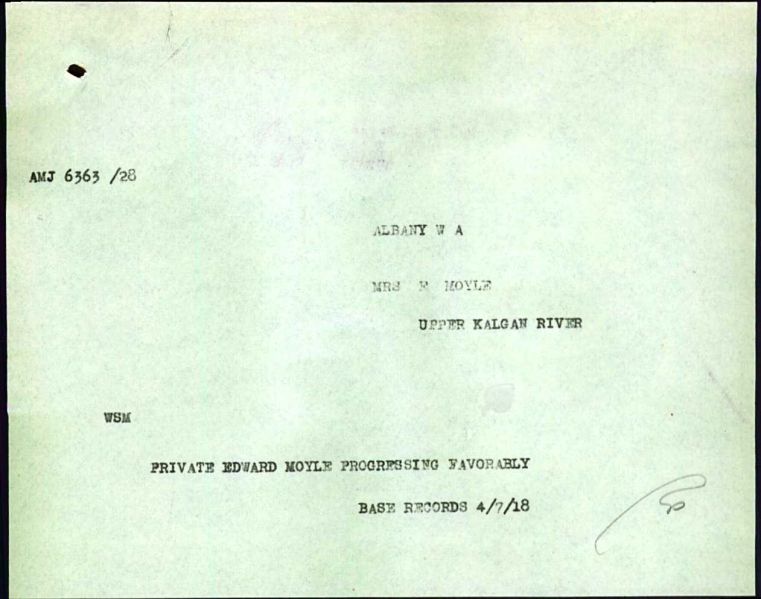 AMJ 6363 /28
ALBANY W A
MRS E MOYLE
UPPER KALGAN RIVER
WSM
PRIVATE EDWARD MOYLE PROGRESSING FAVORABLY
BASE RECORDS 4/7/18